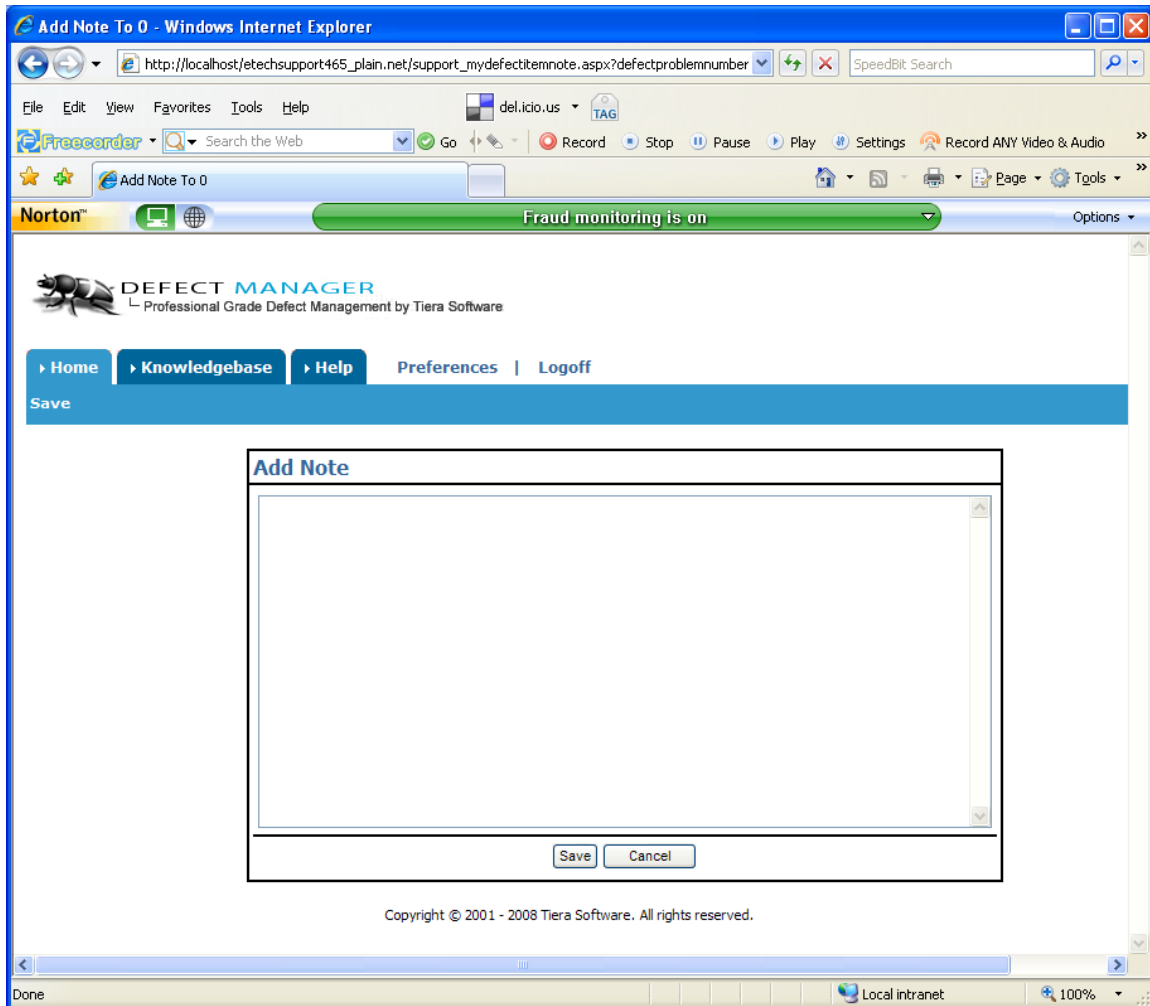 Add Note To 0 - Windows Internet Explorer
http://localhost/etechsupport465_plain.net/support_mydefectitemnote.aspx?defectproblemnumber
SpeedBit Search
File Edit View Favorites Tools Help
del.icio.us TAG
Freecorder Search the Web Go Record Stop Pause Play Settings Record ANY Video & Audio »
Add Note To 0 Page Tools »
Norton™ Fraud monitoring is on Options
DEFECT MANAGER
Professional Grade Defect Management by Tiera Software
Home Knowledgebase Help Preferences | Logoff
Save
Add Note
Save Cancel
Copyright © 2001 - 2008 Tiera Software. All rights reserved.
Done Local intranet 100%